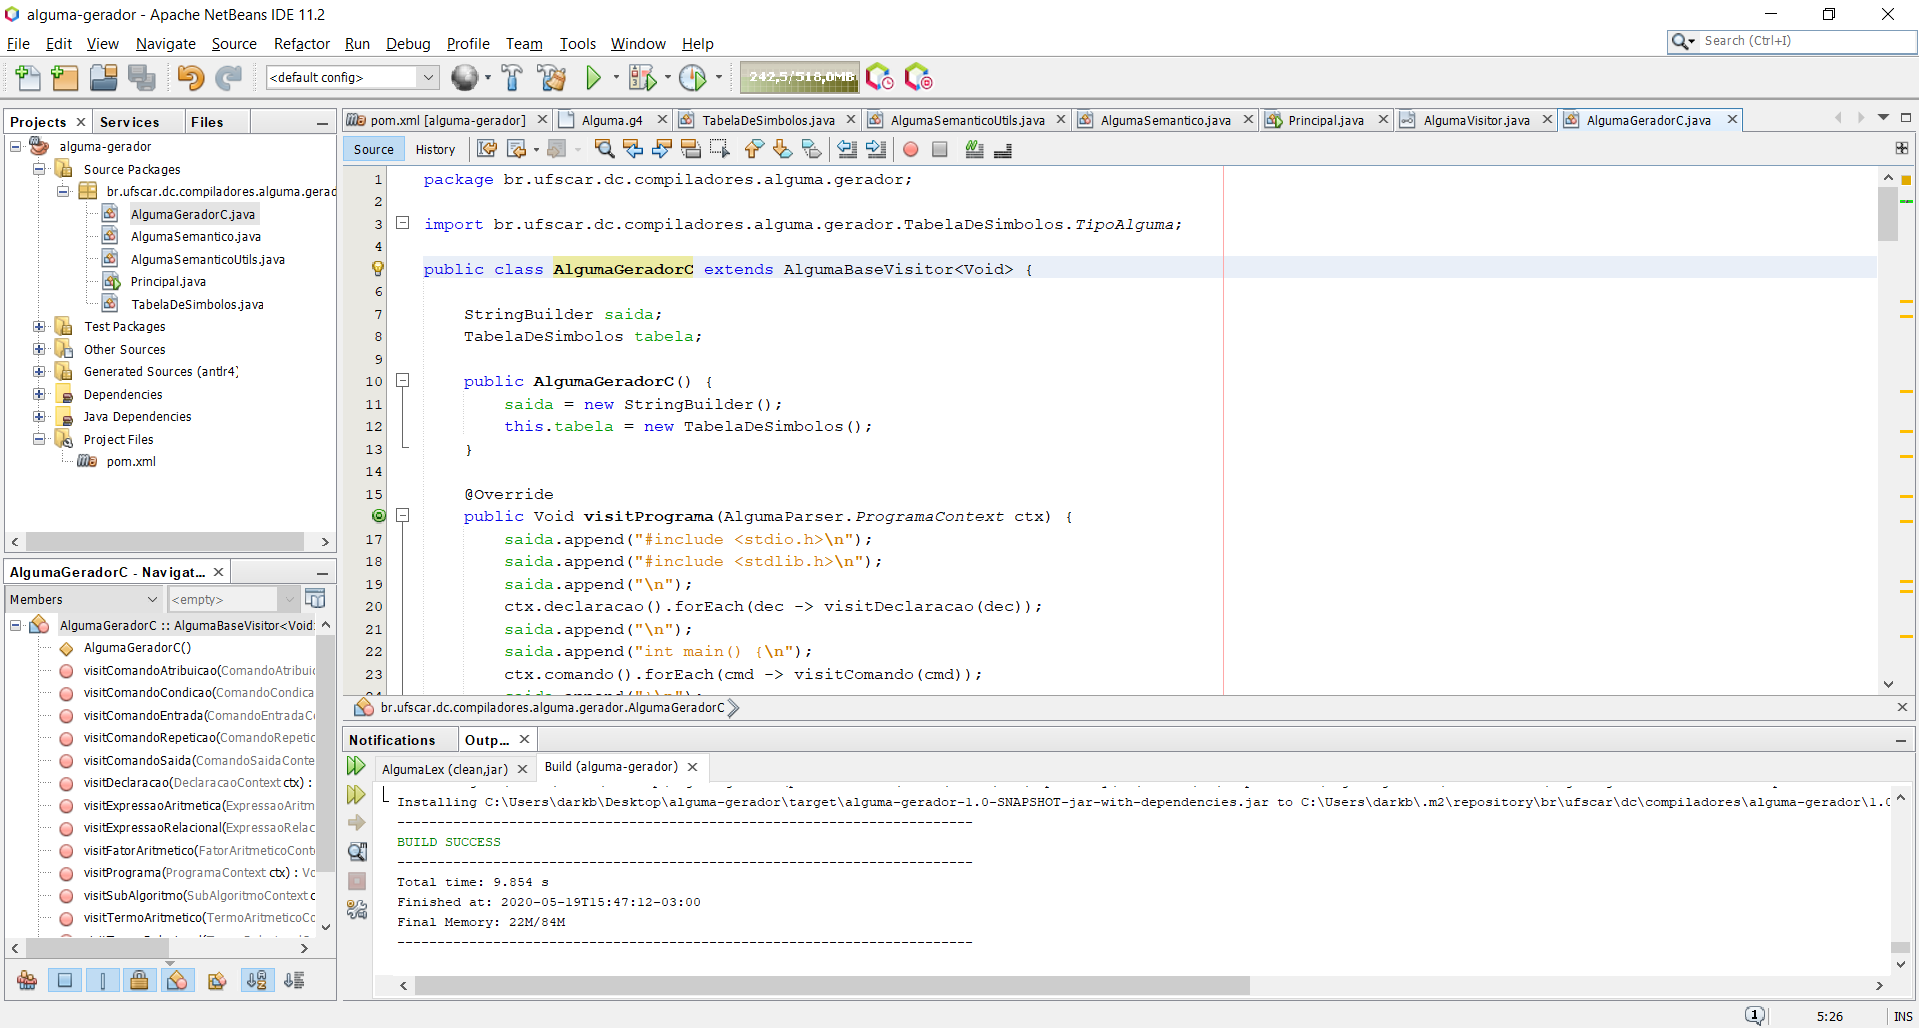 alguma-gerador - Apache NetBeans IDE 11.2
File Edit View Navigate Source Refactor Run Debug Profile Team Tools Window Help
Search (Ctrl+I)
<default config>
242,5/518,0MB
Projects Services Files
alguma-gerador
Source Packages
br.ufscar.dc.compiladores.alguma.gerad
AlgumaGeradorC.java
AlgumaSemantico.java
AlgumaSemanticoUtils.java
Principal.java
TabelaDeSimbolos.java
Test Packages
Other Sources
Generated Sources (antlr4)
Dependencies
Java Dependencies
Project Files
pom.xml
AlgumaGeradorC - Navigat...
Members <empty>
AlgumaGeradorC :: AlgumaBaseVisitor<Void
AlgumaGeradorC()
visitComandoAtribuicao(ComandoAtribuic
visitComandoCondicao(ComandoCondica
visitComandoEntrada(ComandoEntradaCo
visitComandoRepeticao(ComandoRepetic
visitComandoSaida(ComandoSaidaConte
visitDeclaracao(DeclaracaoContext ctx) :
visitExpressaoAritmetica(ExpressaoAritm
visitExpressaoRelacional(ExpressaoRelac
visitFatorAritmetico(FatorAritmeticoCont
visitPrograma(ProgramaContext ctx) : Vo
visitSubAlgoritmo(SubAlgoritmoContext c
visitTermoAritmetico(TermoAritmeticoCo
pom.xml [alguma-gerador] Alguma.g4 TabelaDeSimbolos.java AlgumaSemanticoUtils.java AlgumaSemantico.java Principal.java AlgumaVisitor.java AlgumaGeradorC.java
Source History
1 package br.ufscar.dc.compiladores.alguma.gerador;
2
3 import br.ufscar.dc.compiladores.alguma.gerador.TabelaDeSimbolos.TipoAlguma;
4
public class AlgumaGeradorC extends AlgumaBaseVisitor<Void> {
6
7 StringBuilder saida;
8 TabelaDeSimbolos tabela;
9
10 public AlgumaGeradorC() {
11 saida = new StringBuilder();
12 this.tabela = new TabelaDeSimbolos();
13 }
14
15 @Override
public Void visitPrograma(AlgumaParser.ProgramaContext ctx) {
17 saida.append("#include <stdio.h>\n");
18 saida.append("#include <stdlib.h>\n");
19 saida.append("\n");
20 ctx.declaracao().forEach(dec -> visitDeclaracao(dec));
21 saida.append("\n");
22 saida.append("int main() {\n");
23 ctx.comando().forEach(cmd -> visitComando(cmd));
br.ufscar.dc.compiladores.alguma.gerador.AlgumaGeradorC
Notifications Outp...
AlgumaLex (clean,jar) Build (alguma-gerador)
Installing C:\Users\darkb\Desktop\alguma-gerador\target\alguma-gerador-1.0-SNAPSHOT-jar-with-dependencies.jar to C:\Users\darkb\.m2\repository\br\ufscar\dc\compiladores\alguma-gerador\1.0
------------------------------------------------------------------------
BUILD SUCCESS
------------------------------------------------------------------------
Total time: 9.854 s
Finished at: 2020-05-19T15:47:12-03:00
Final Memory: 22M/84M
------------------------------------------------------------------------
1 5:26 INS